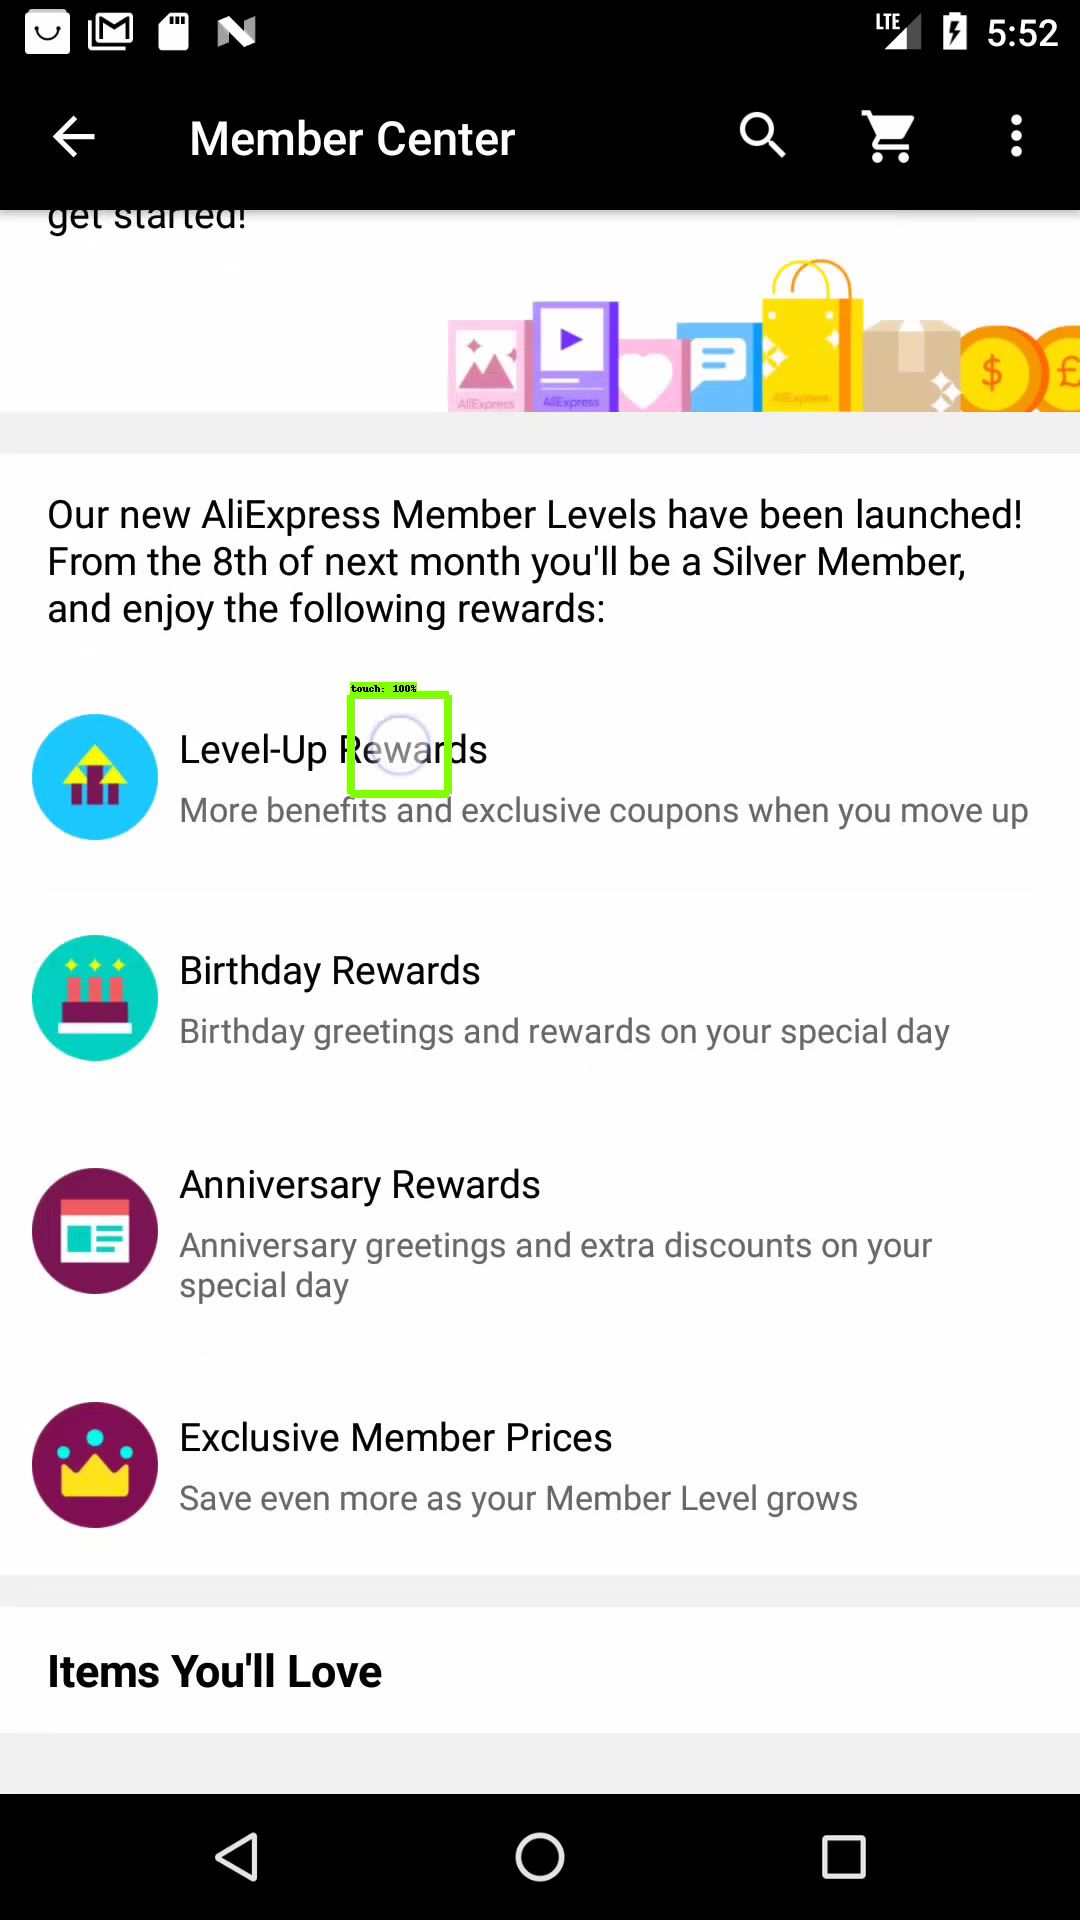 LTE 5:52
Member Center
get started!
AliExpress AliExpress AliExpress
$ £
Our new AliExpress Member Levels have been launched!
From the 8th of next month you'll be a Silver Member,
and enjoy the following rewards:
touch: 100%
Level-Up Rewards
More benefits and exclusive coupons when you move up
Birthday Rewards
Birthday greetings and rewards on your special day
Anniversary Rewards
Anniversary greetings and extra discounts on your
special day
Exclusive Member Prices
Save even more as your Member Level grows
Items You'll Love